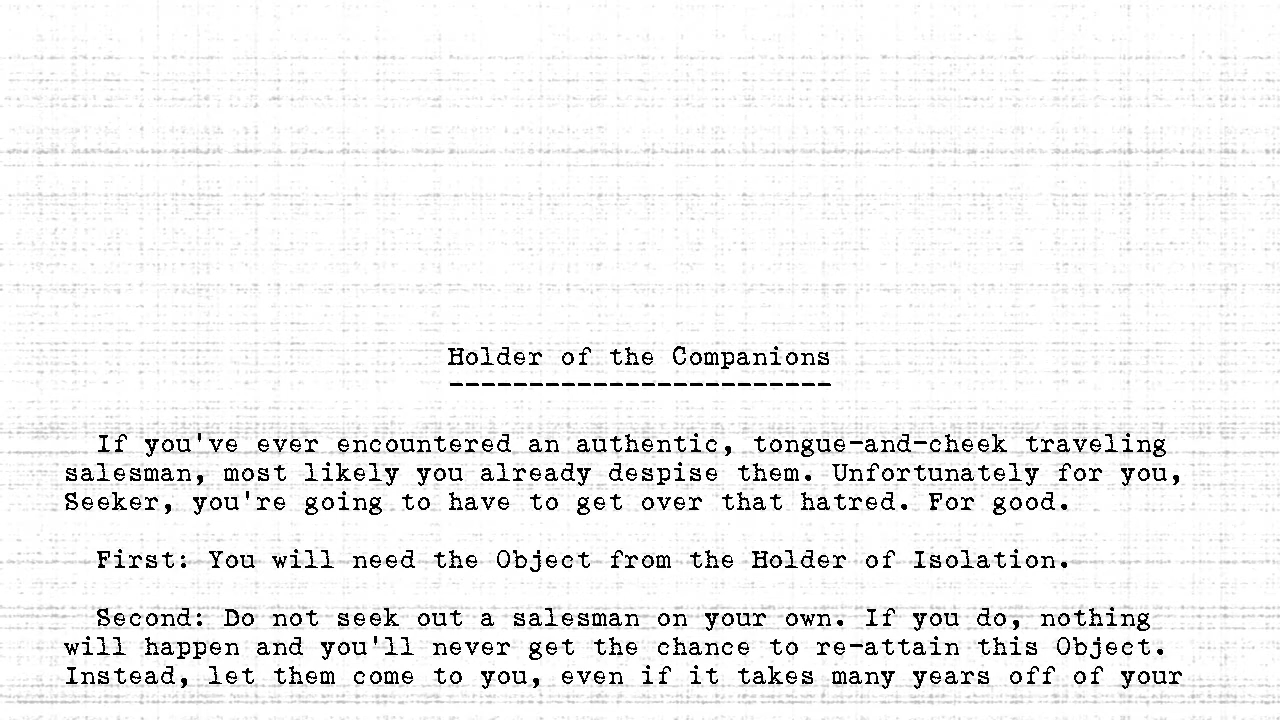 Holder of the Companions
------------------------
If you've ever encountered an authentic, tongue-and-cheek traveling
salesman, most likely you already despise them. Unfortunately for you,
Seeker, you're going to have to get over that hatred. For good.
First: You will need the Object from the Holder of Isolation.
Second: Do not seek out a salesman on your own. If you do, nothing
will happen and you'll never get the chance to re-attain this Object.
Instead, let them come to you, even if it takes many years off of your